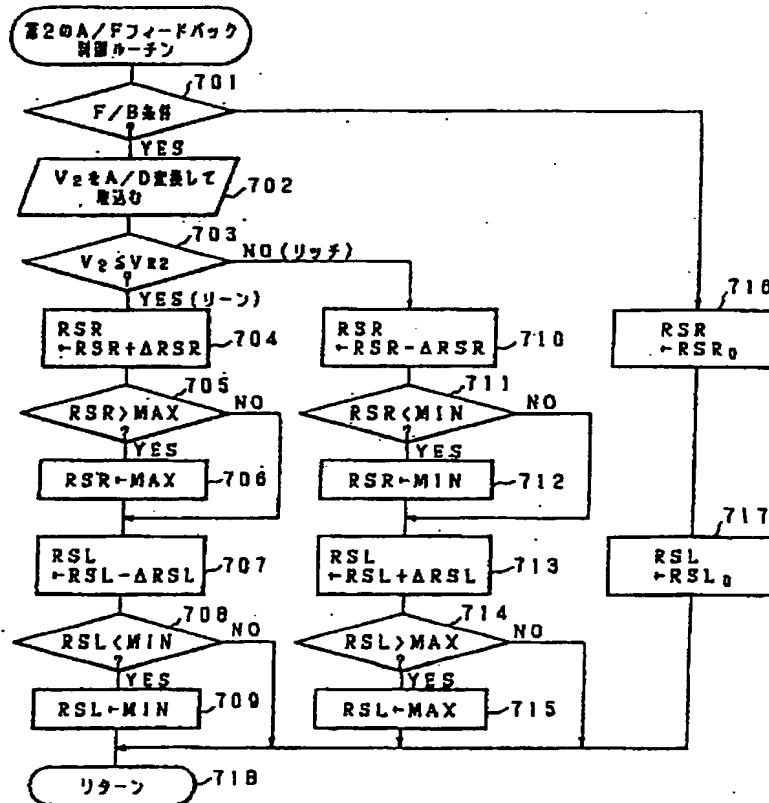 第2のA/Fフィードバック
制御ルーチン
701
F/B条件
?
YES
V₂をA/D変換して
取込む
702
703
V₂≦VR2
?
NO(リッチ)
YES(リーン)
RSR
←RSR+ΔRSR
704
705
RSR>MAX
?
NO
YES
RSR←MAX
706
RSL
←RSL-ΔRSL
707
708
RSL<MIN
?
NO
YES
RSL←MIN
709
RSR
←RSR-ΔRSR
710
711
RSR<MIN
?
NO
YES
RSR←MIN
712
RSL
←RSL+ΔRSL
713
714
RSL>MAX
?
NO
YES
RSL←MAX
715
716
RSR
←RSR₀
717
RSL
←RSL₀
リターン
718